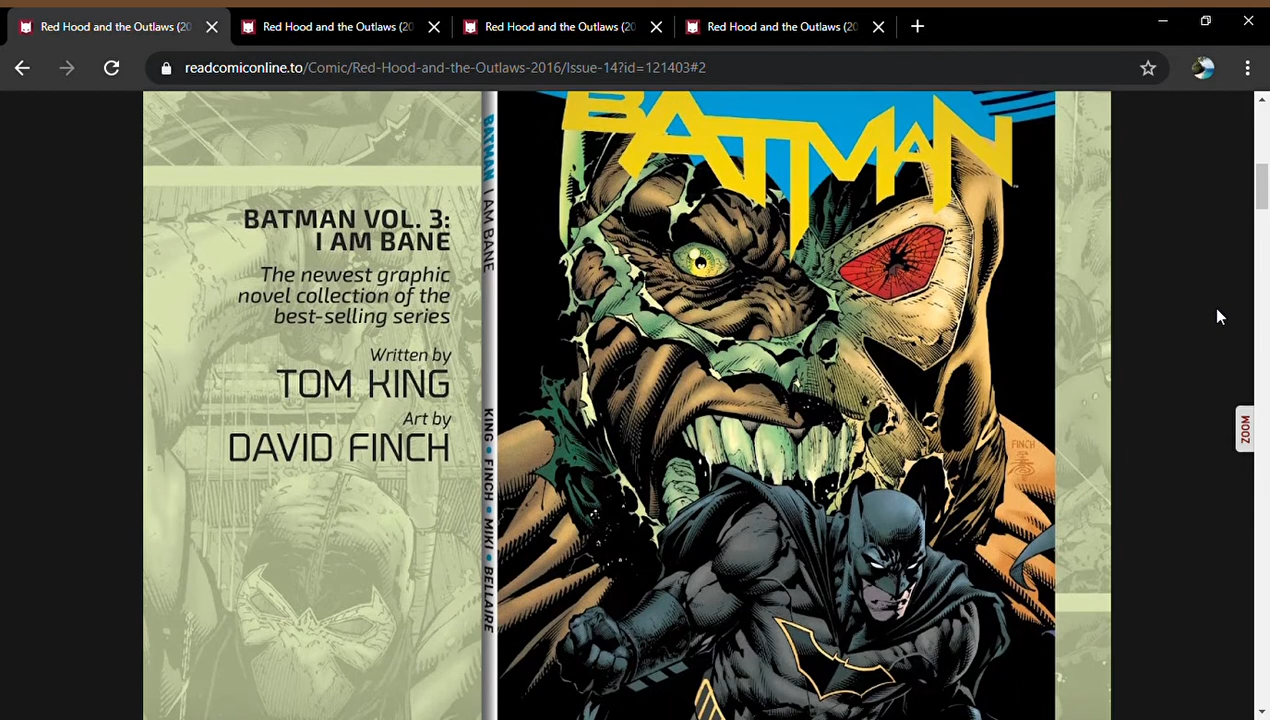 Red Hood and the Outlaws (20
Red Hood and the Outlaws (20
Red Hood and the Outlaws (20
Red Hood and the Outlaws (20
readcomiconline.to/Comic/Red-Hood-and-the-Outlaws-2016/Issue-14?id=121403#2
BATMAN
BATMAN VOL. 3:
I AM BANE
The newest graphic
novel collection of the
best-selling series
Written by
TOM KING
Art by
DAVID FINCH
BATMAN I AM BANE
KING • FINCH • MIKI • BELLAIRE
FINCH
ZOOM